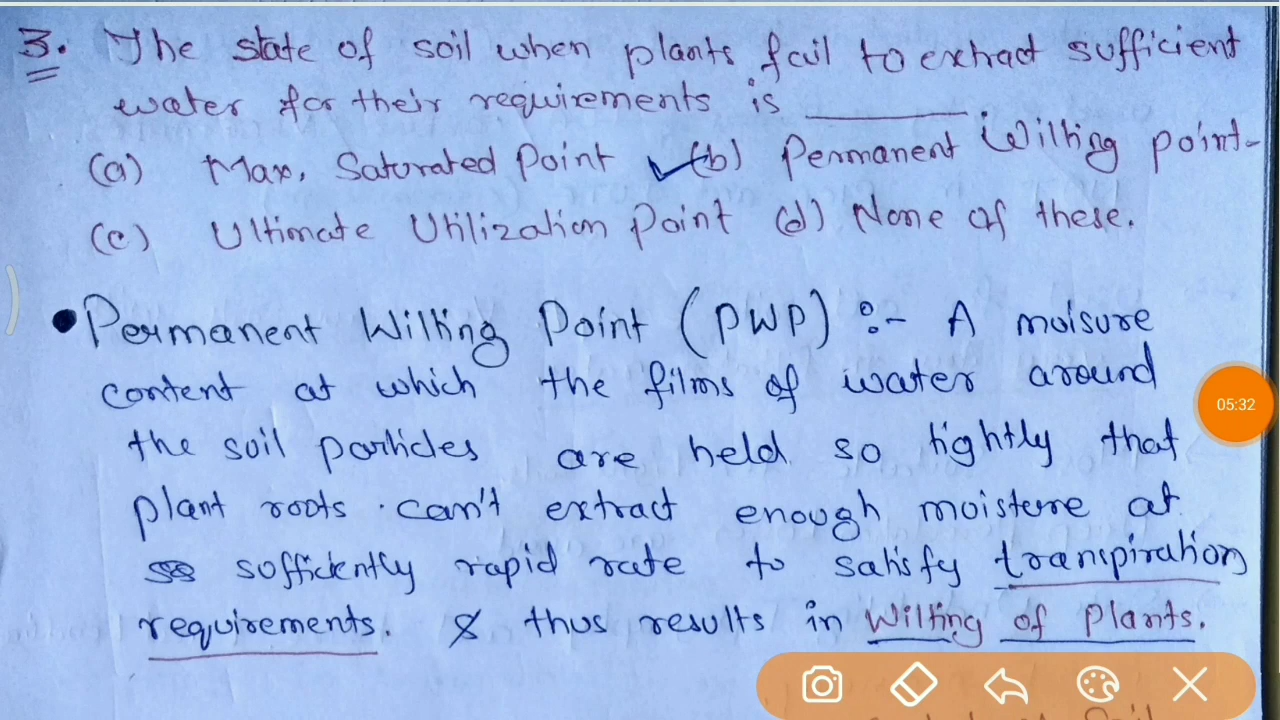 3. The state of soil when plants fail to extract sufficient
water for their requirements is ________
(a) Max. Saturated Point (b) Permanent Wilting point-
(c) Ultimate Utilization Point (d) None of these.
• Permanent Wilting Point (PWP) :- A moisure
content at which the films of water around
the soil particles are held so tightly that
plant roots can't extract enough moisture at
sufficiently rapid rate to satisfy transpiration
requirements. & thus results in Wilting of Plants.
05:32